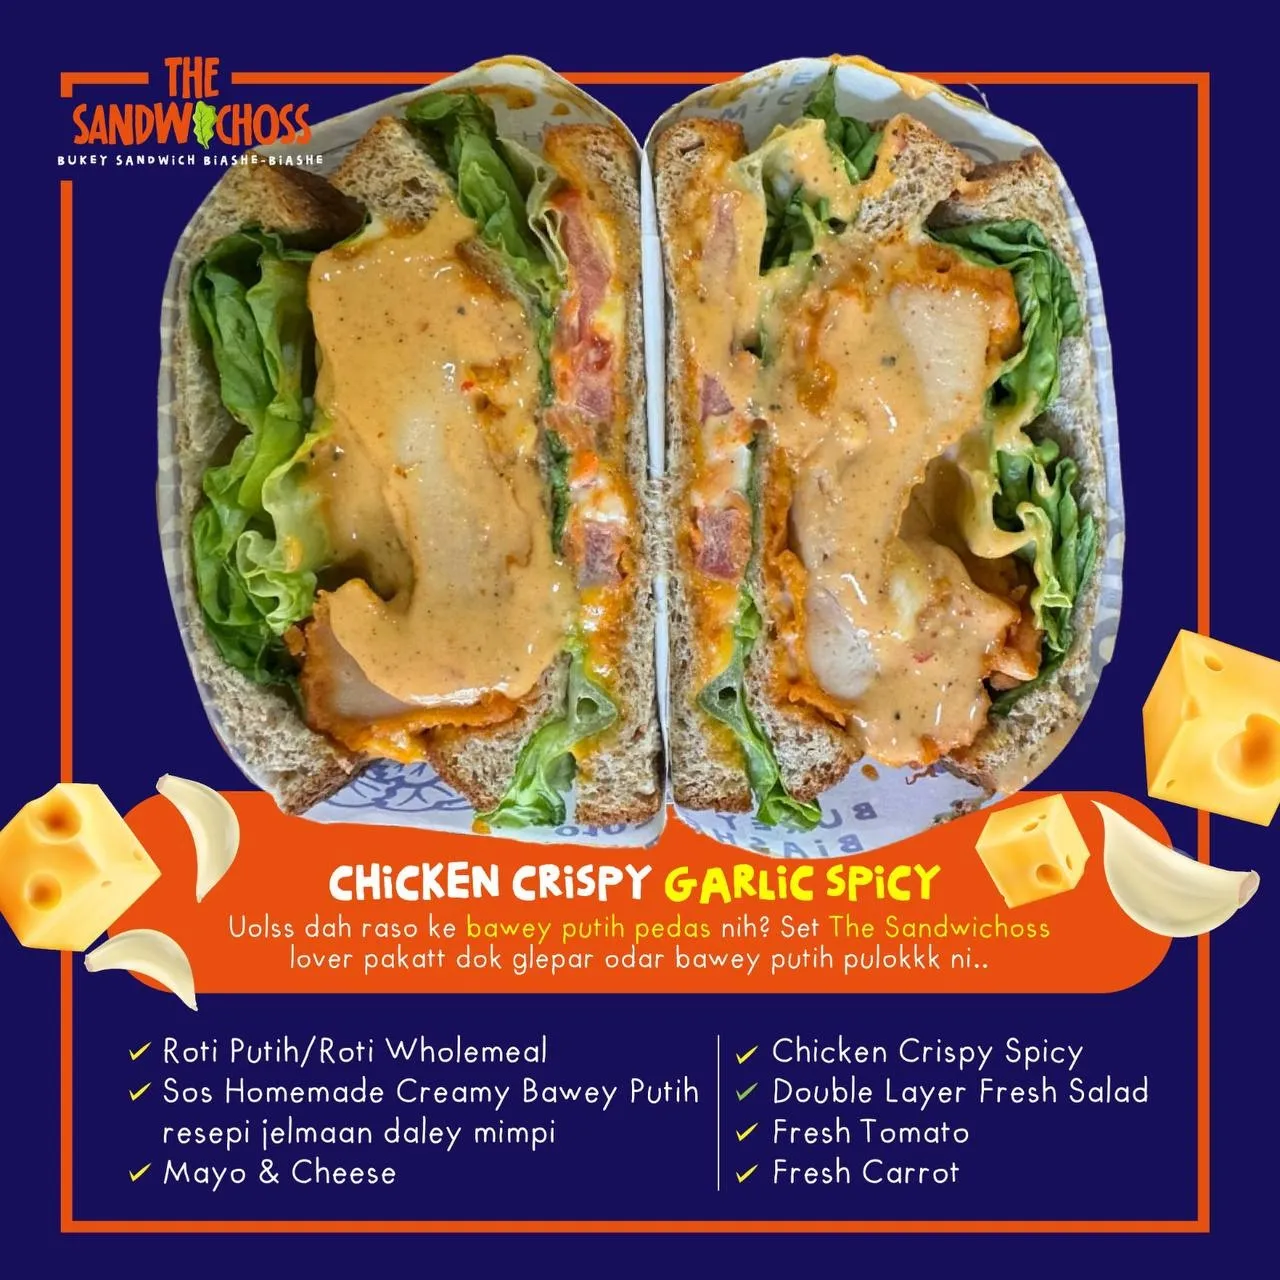 THE
SANDWICHOSS
BUKEY SANDWICH BIASHE-BIASHE
CHICKEN CRISPY GARLIC SPICY
Uolss dah raso ke bawey putih pedas nih? Set The Sandwichoss
lover pakatt dok glepar odar bawey putih pulokkk ni..
Roti Putih/Roti Wholemeal
Sos Homemade Creamy Bawey Putih
resepi jelmaan daley mimpi
Mayo & Cheese
Chicken Crispy Spicy
Double Layer Fresh Salad
Fresh Tomato
Fresh Carrot